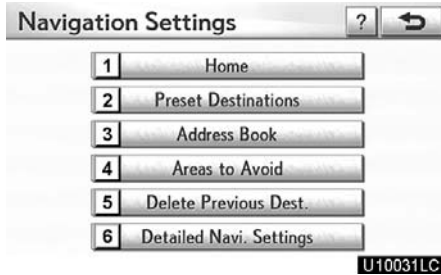 Navigation Settings ?
1 Home
2 Preset Destinations
3 Address Book
4 Areas to Avoid
5 Delete Previous Dest.
6 Detailed Navi. Settings
U10031LC